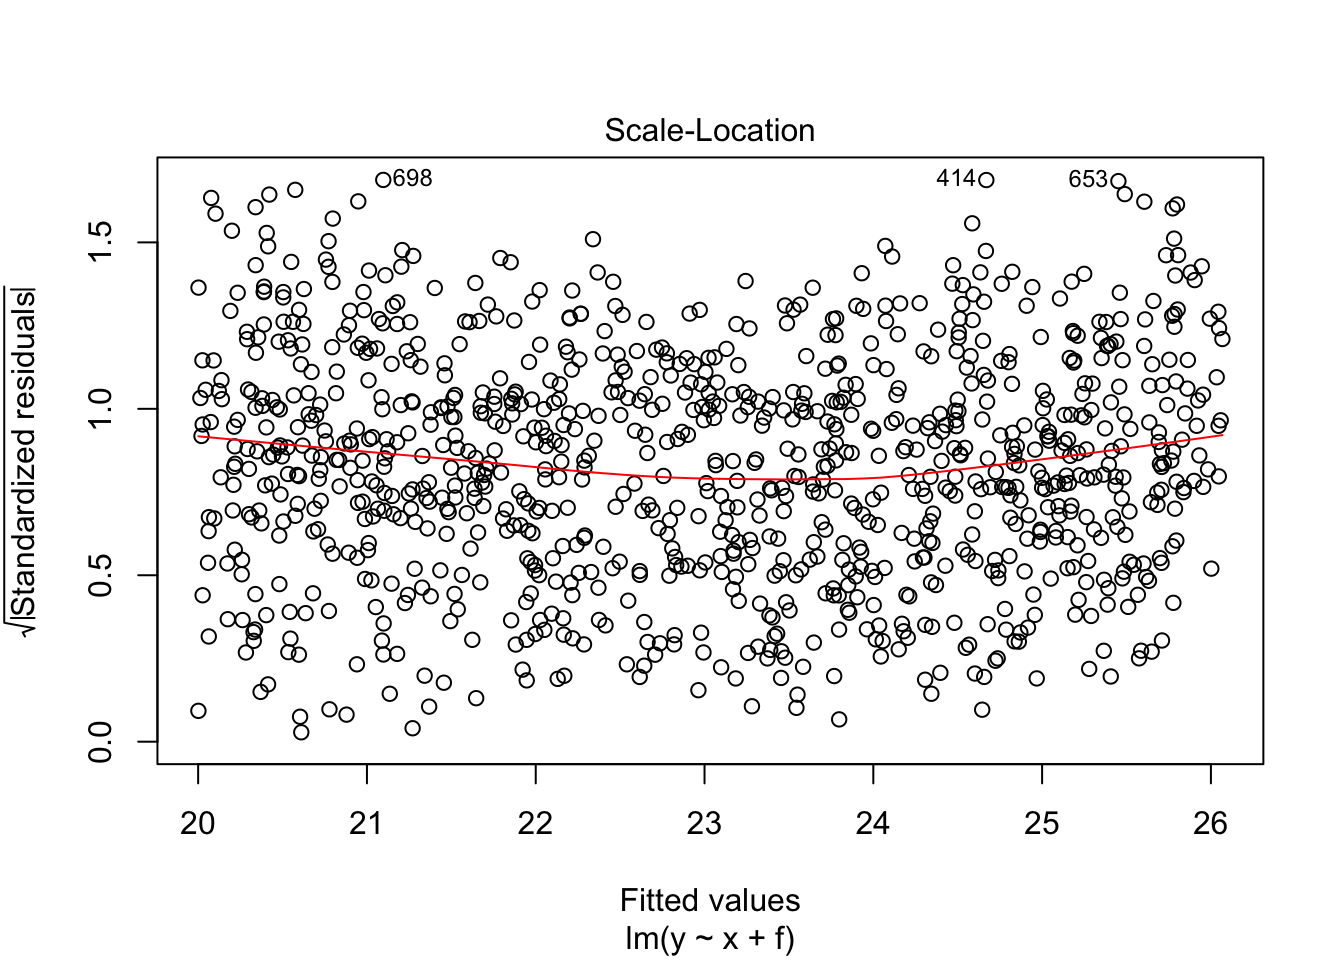 Scale-Location
698
414
653
√|Standardized residuals|
1.5
1.0
0.5
0.0
20 21 22 23 24 25 26
Fitted values
lm(y ~ x + f)